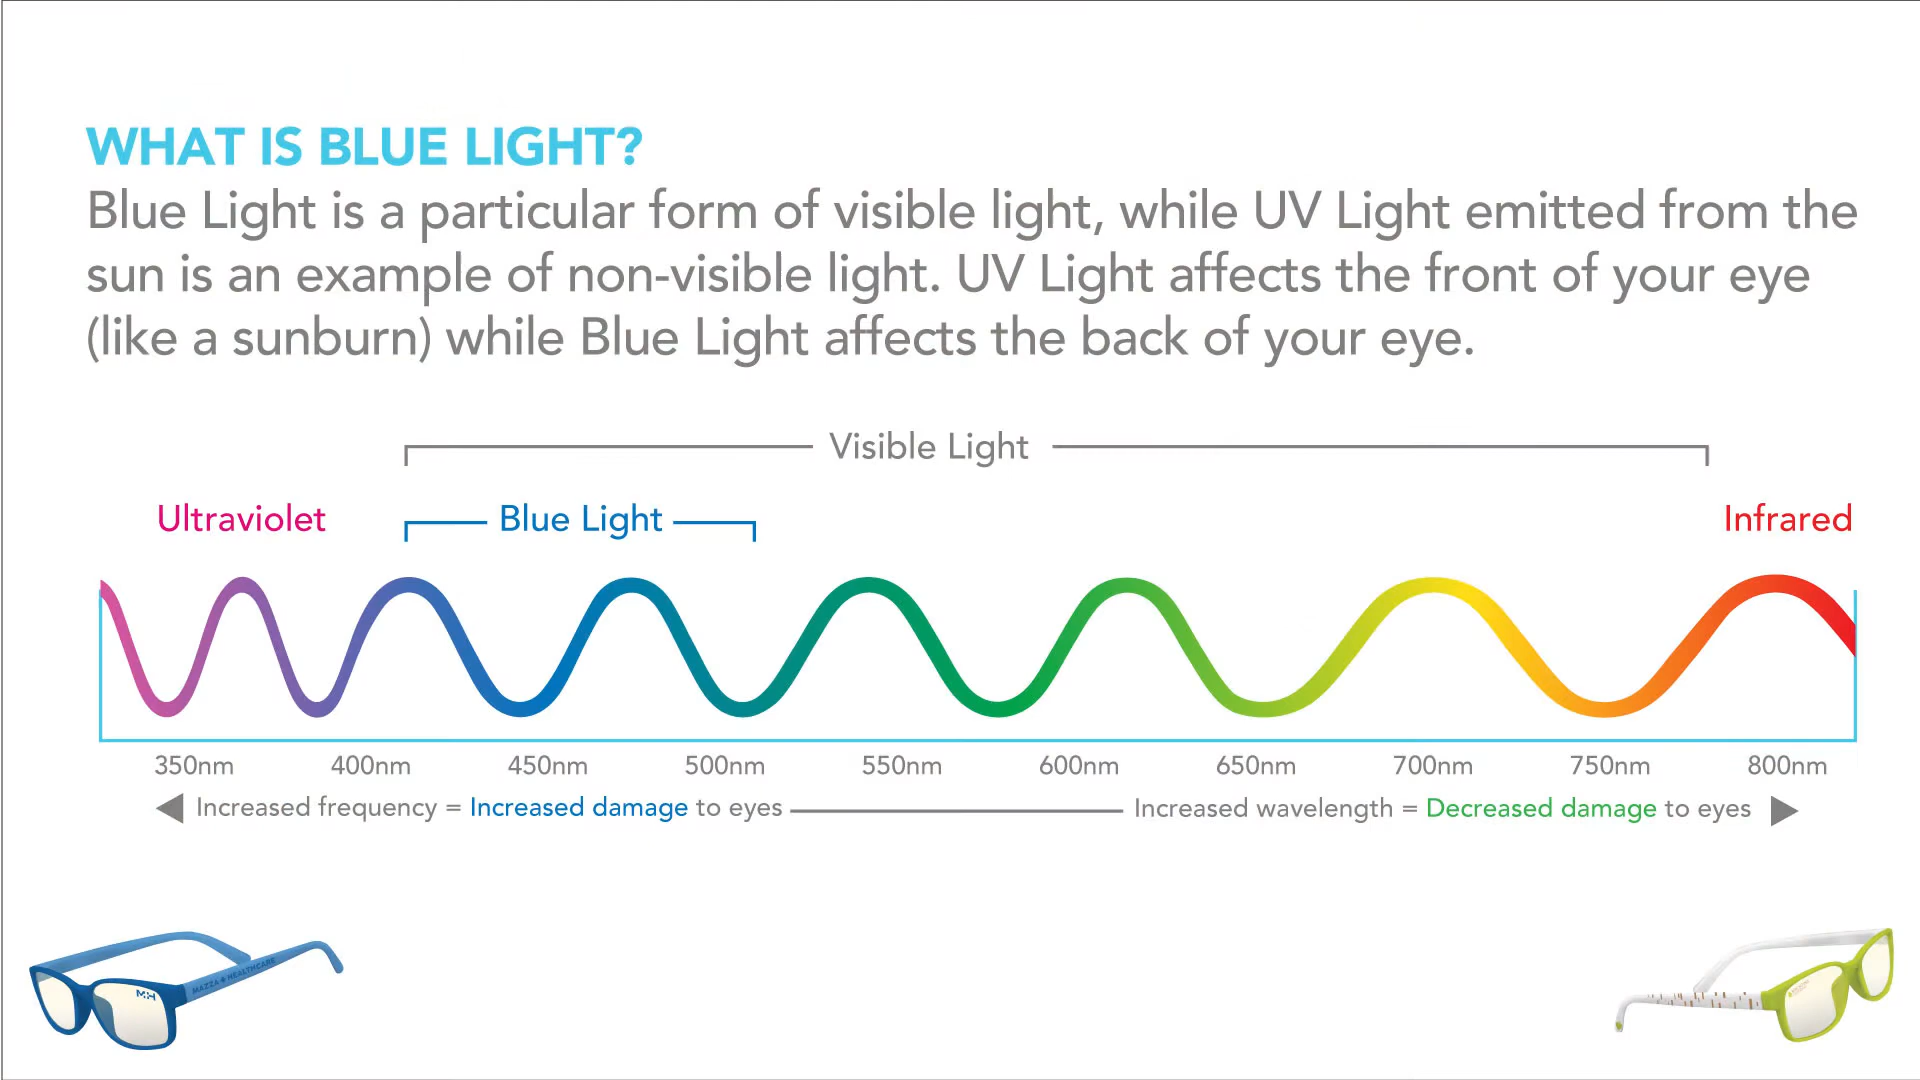 WHAT IS BLUE LIGHT?
Blue Light is a particular form of visible light, while UV Light emitted from the
sun is an example of non-visible light. UV Light affects the front of your eye
(like a sunburn) while Blue Light affects the back of your eye.
Visible Light
Ultraviolet
Blue Light
Infrared
350nm 400nm 450nm 500nm 550nm 600nm 650nm 700nm 750nm 800nm
Increased frequency = Increased damage to eyes
Increased wavelength = Decreased damage to eyes
MAZZA HEALTHCARE
M+H